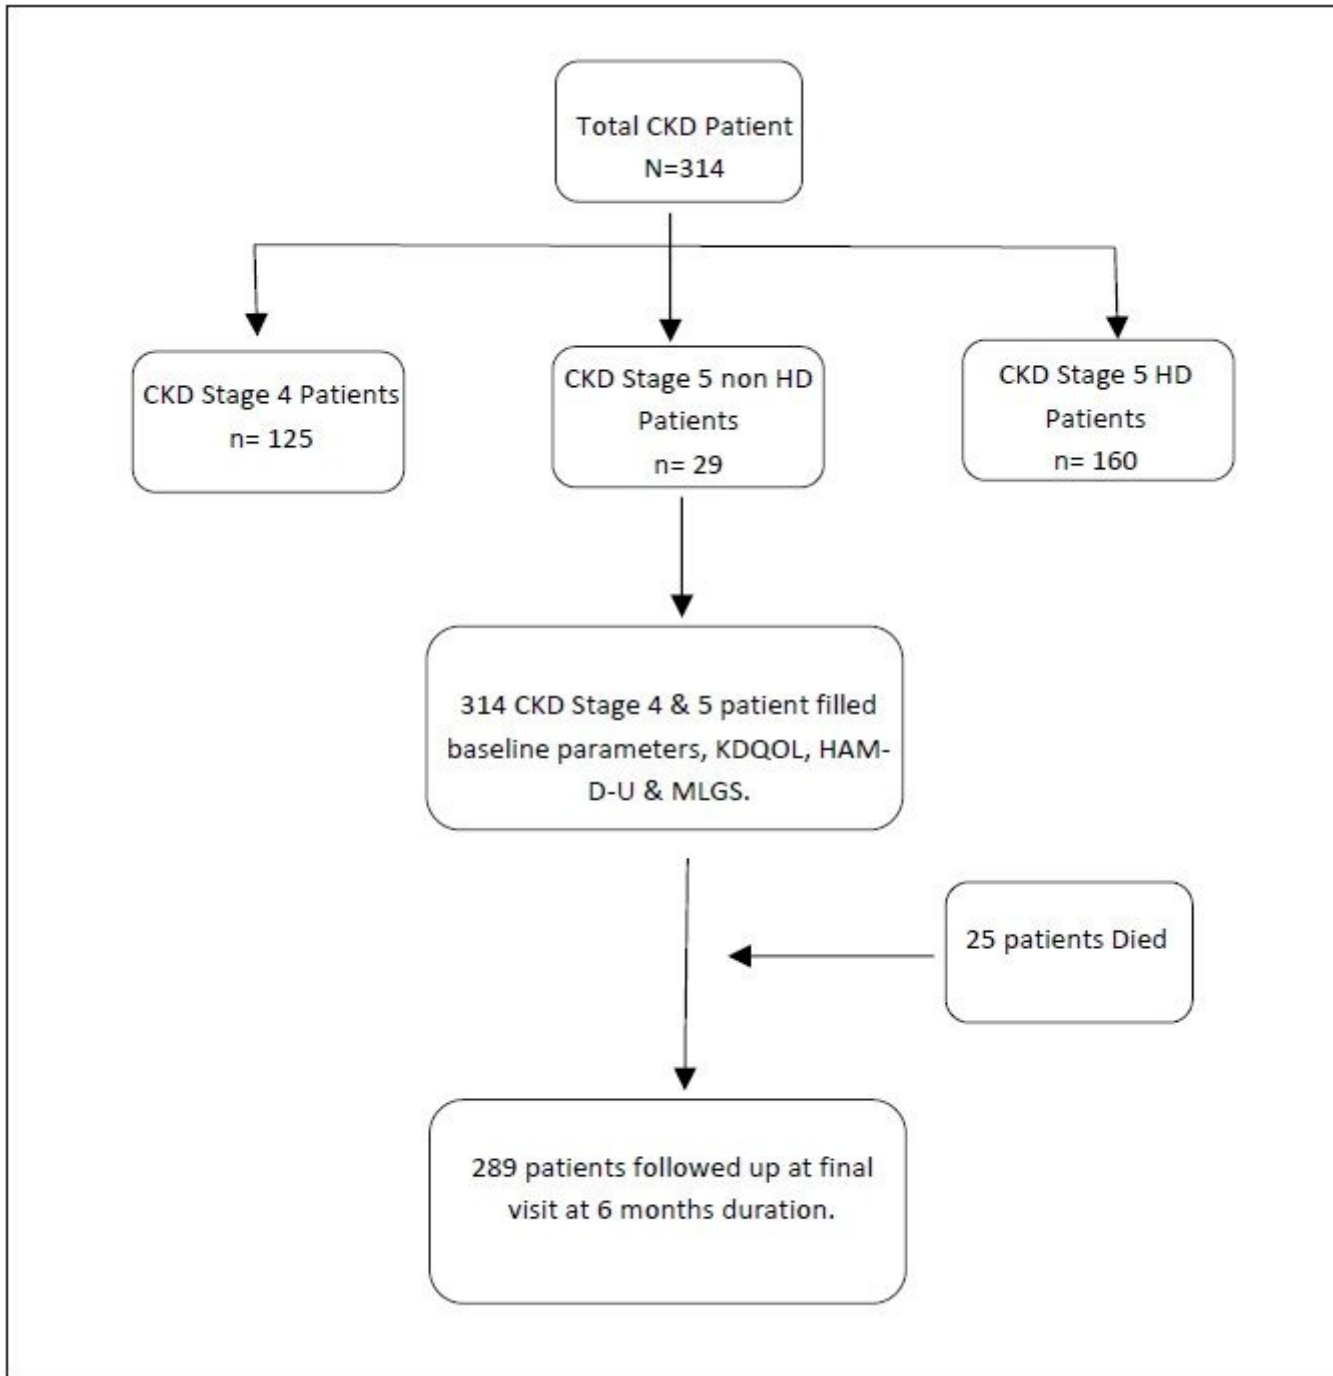 Total CKD Patient
N=314
CKD Stage 4 Patients
n= 125
CKD Stage 5 non HD
Patients
n= 29
CKD Stage 5 HD
Patients
n= 160
314 CKD Stage 4 & 5 patient filled
baseline parameters, KDQOL, HAM-
D-U & MLGS.
25 patients Died
289 patients followed up at final
visit at 6 months duration.